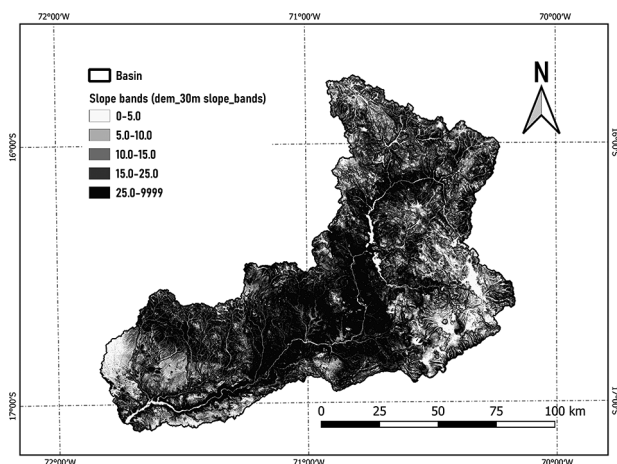 72°00'W 71°00'W 70°00'W
N
Basin
Slope bands (dem_30m slope_bands)
0-5.0
5.0-10.0
10.0-15.0
15.0-25.0
25.0-9999
16°00'S
16°00'S
17°00'S
17°00'S
0 25 50 75 100 km
72°00'W 71°00'W 70°00'W